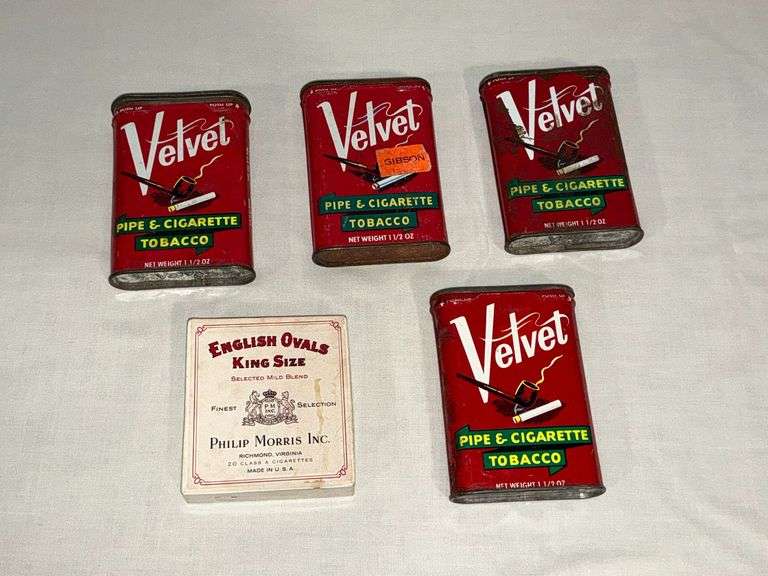 Velvet
PIPE & CIGARETTE
TOBACCO
NET WEIGHT 1 1/2 OZ
Velvet
GIBSON
PIPE & CIGARETTE
TOBACCO
NET WEIGHT 1 1/2 OZ
Velvet
PIPE & CIGARETTE
TOBACCO
NET WEIGHT 1 1/2 OZ
ENGLISH OVALS
KING SIZE
SELECTED MILD BLEND
FINEST SELECTION
P M
INC.
PHILIP MORRIS INC.
RICHMOND, VIRGINIA
20 CLASS A CIGARETTES
MADE IN U.S.A.
Velvet
PIPE & CIGARETTE
TOBACCO
NET WEIGHT 1 1/2 OZ